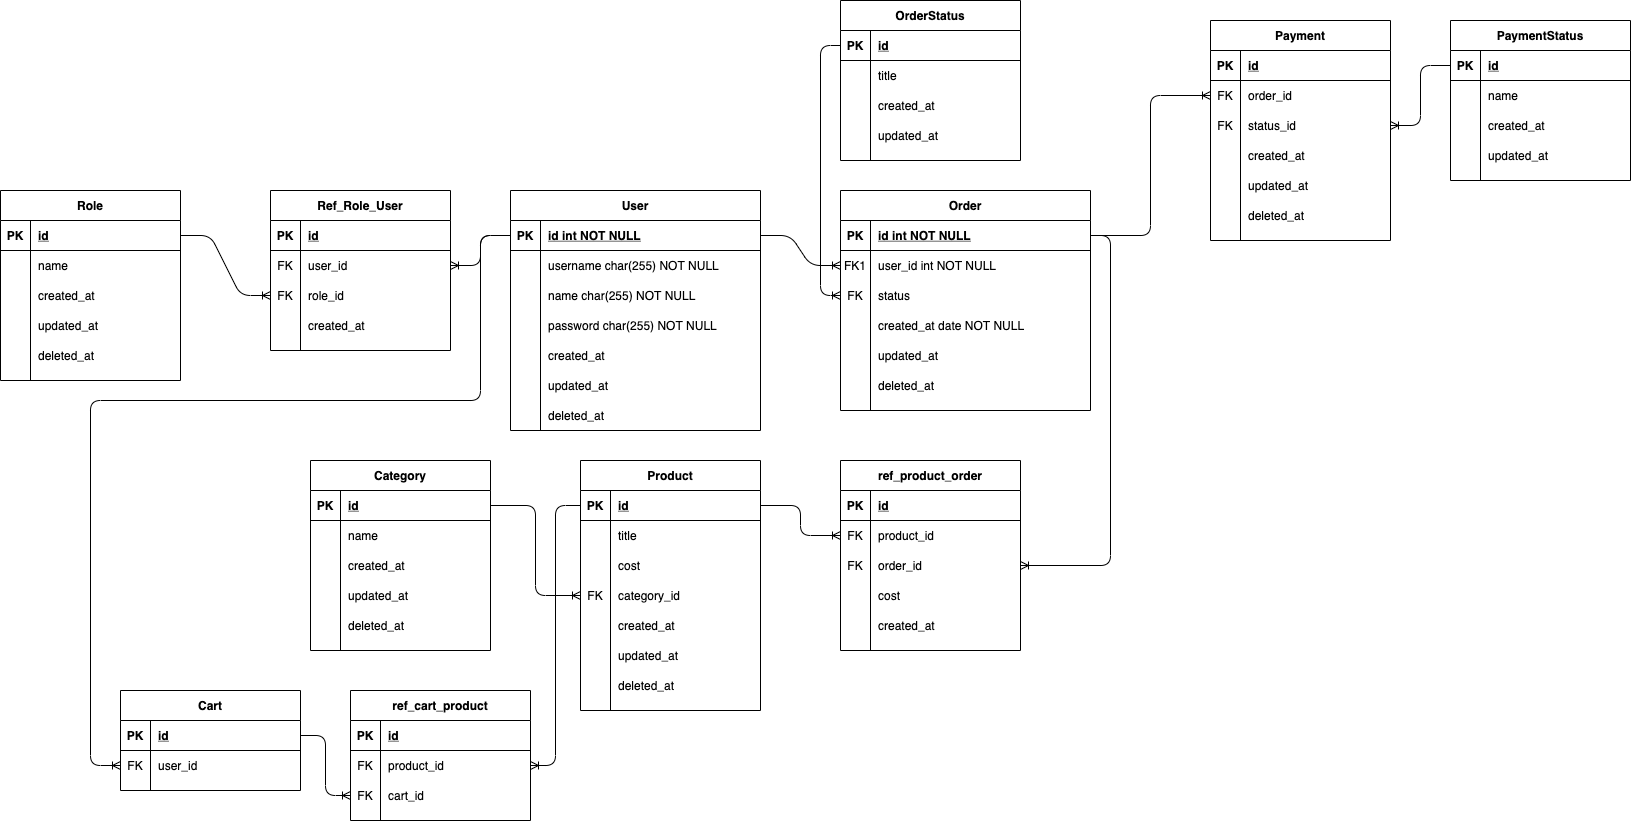 OrderStatus
PK id
title
created_at
updated_at
Payment
PK id
FK order_id
FK status_id
created_at
updated_at
deleted_at
PaymentStatus
PK id
name
created_at
updated_at
Role
PK id
name
created_at
updated_at
deleted_at
Ref_Role_User
PK id
FK user_id
FK role_id
created_at
User
PK id int NOT NULL
username char(255) NOT NULL
name char(255) NOT NULL
password char(255) NOT NULL
created_at
updated_at
deleted_at
Order
PK id int NOT NULL
FK1 user_id int NOT NULL
FK status
created_at date NOT NULL
updated_at
deleted_at
Category
PK id
name
created_at
updated_at
deleted_at
Product
PK id
title
cost
FK category_id
created_at
updated_at
deleted_at
ref_product_order
PK id
FK product_id
FK order_id
cost
created_at
Cart
PK id
FK user_id
ref_cart_product
PK id
FK product_id
FK cart_id